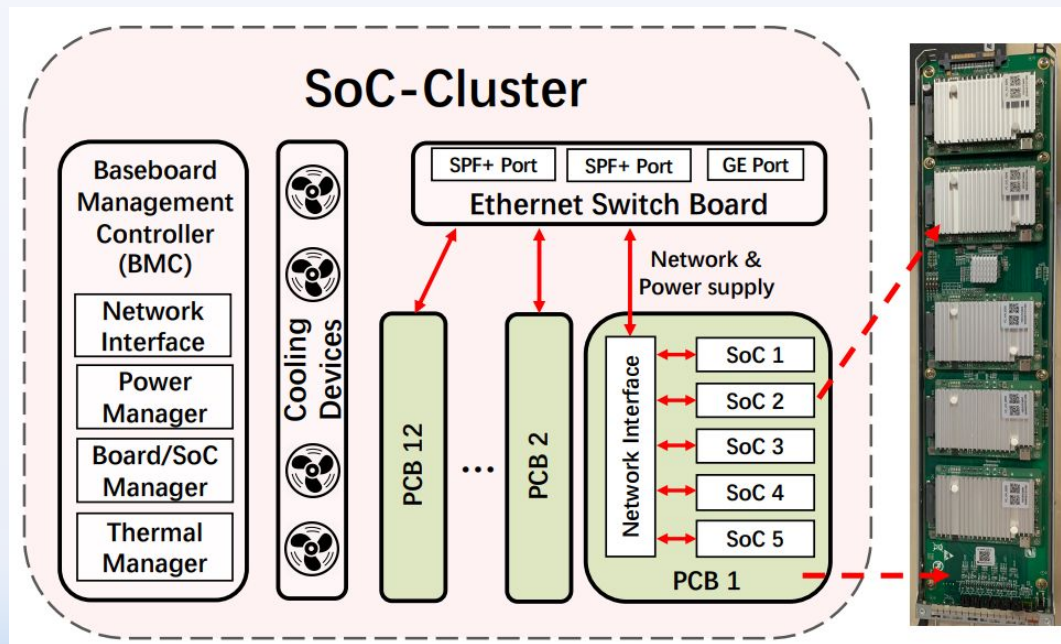 SoC-Cluster
Baseboard
Management
Controller
(BMC)
Network
Interface
Power
Manager
Board/SoC
Manager
Thermal
Manager
Cooling
Devices
SPF+ Port
SPF+ Port
GE Port
Ethernet Switch Board
Network &
Power supply
PCB 12
...
PCB 2
Network Interface
SoC 1
SoC 2
SoC 3
SoC 4
SoC 5
PCB 1